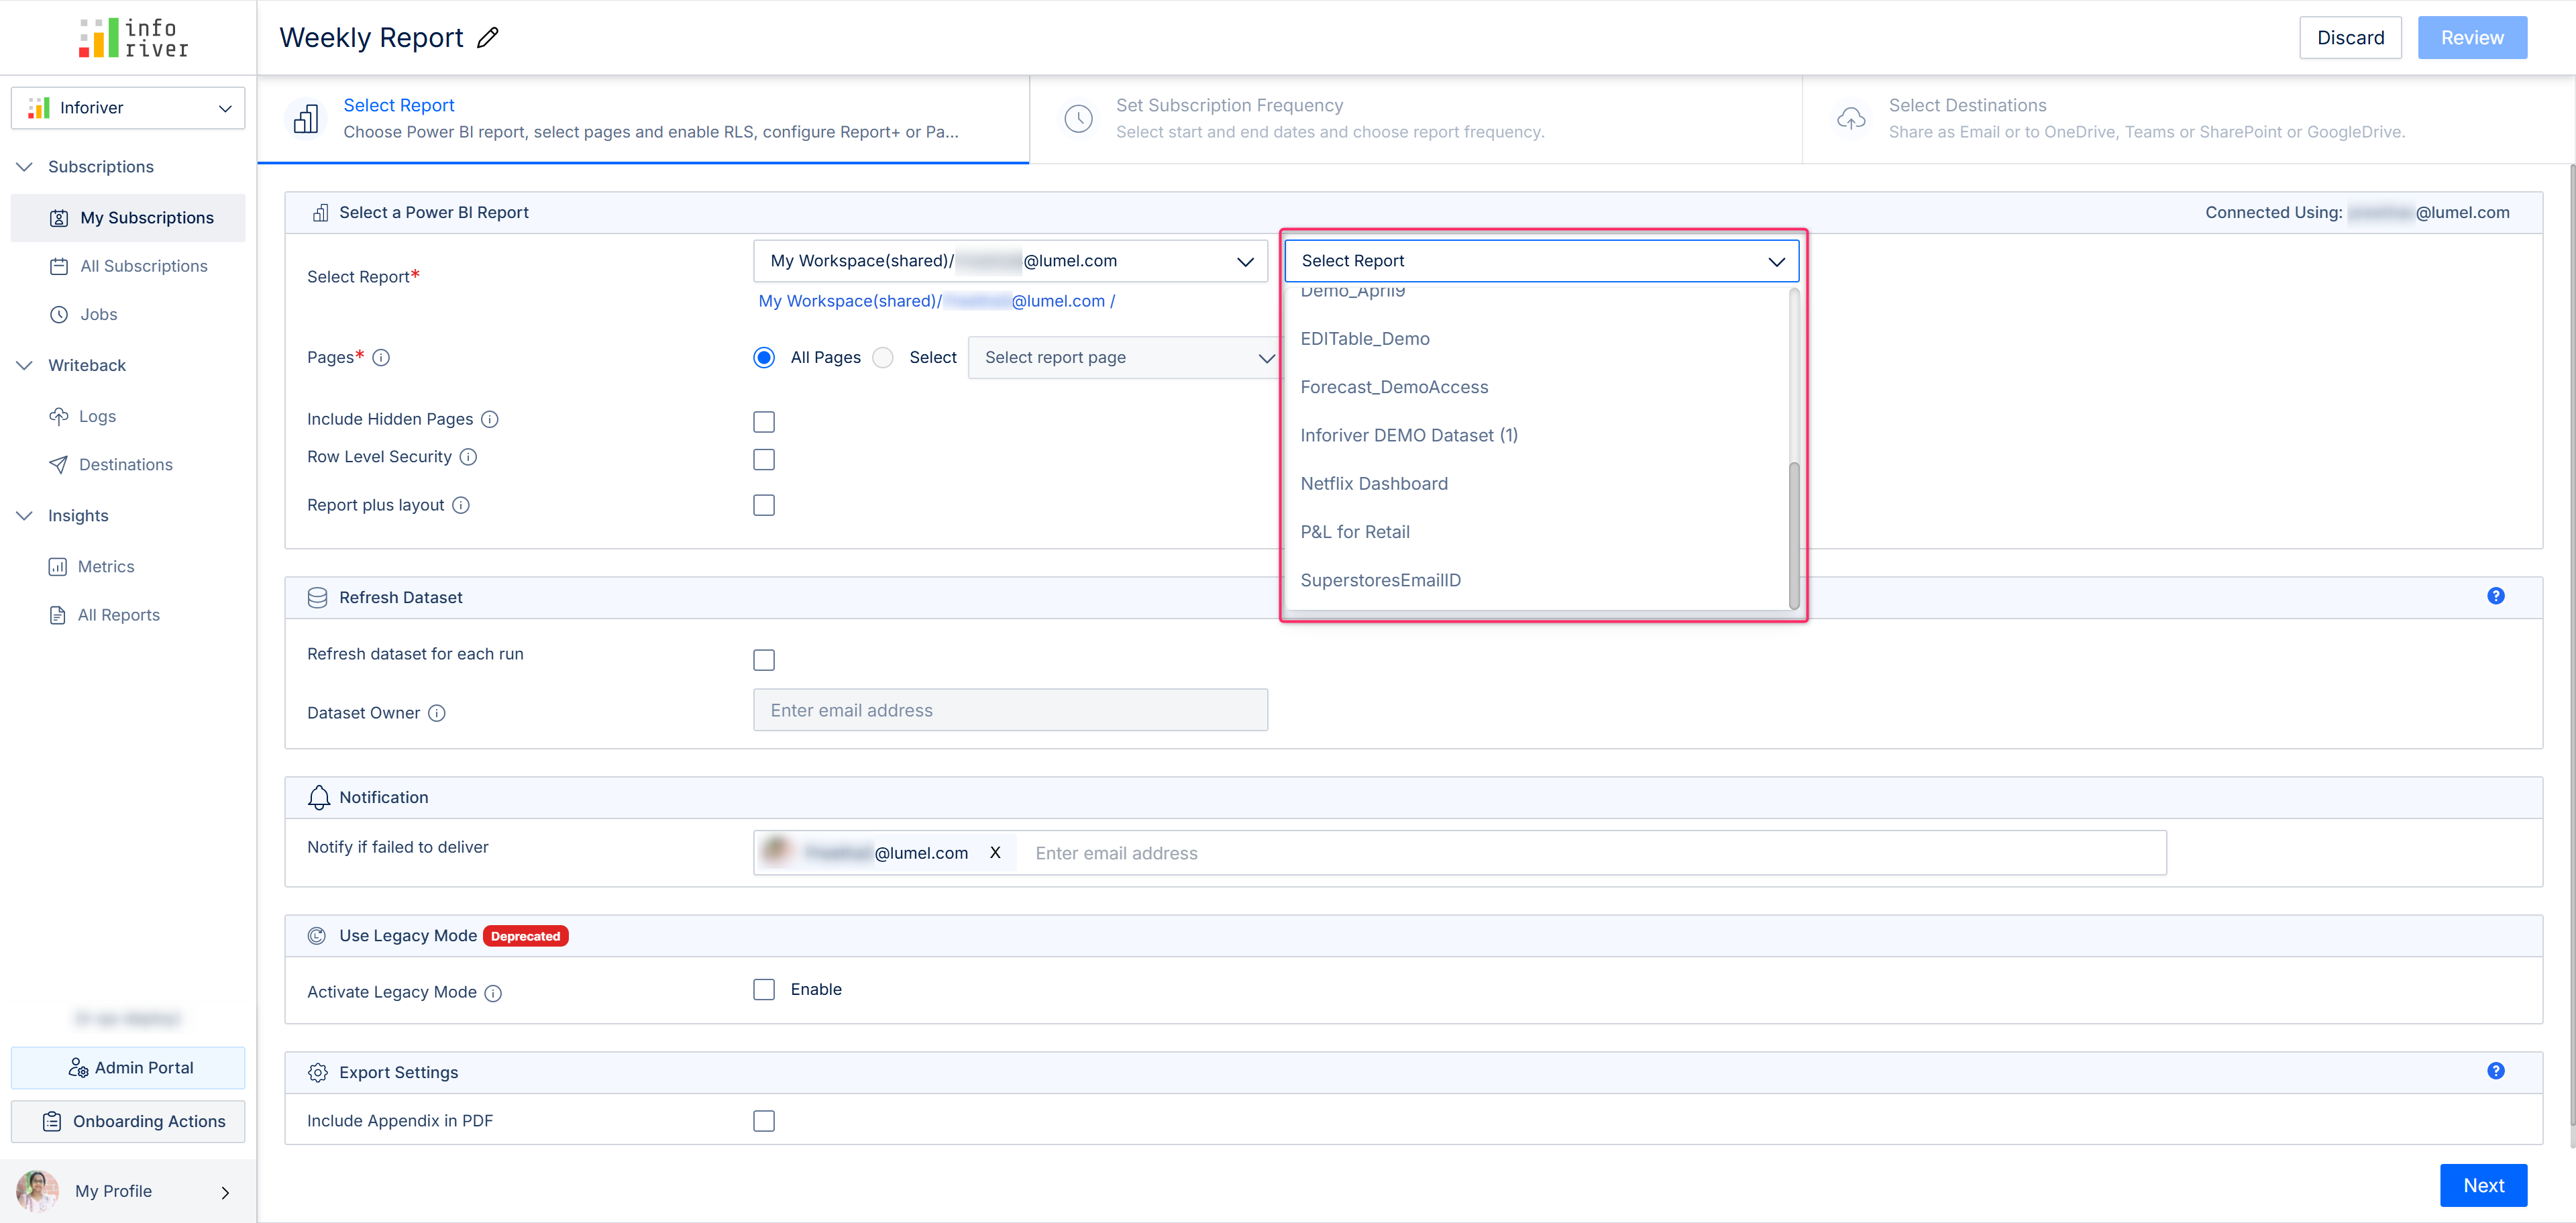 info
river
Weekly Report
Discard
Review
Inforiver
Select Report
Choose Power BI report, select pages and enable RLS, configure Report+ or Pa...
Set Subscription Frequency
Select start and end dates and choose report frequency.
Select Destinations
Share as Email or to OneDrive, Teams or SharePoint or GoogleDrive.
Subscriptions
My Subscriptions
All Subscriptions
Jobs
Writeback
Logs
Destinations
Insights
Metrics
All Reports
Admin Portal
Onboarding Actions
My Profile
Select a Power BI Report
Connected Using: @lumel.com
Select Report*
My Workspace(shared)/ @lumel.com
My Workspace(shared)/ @lumel.com /
Select Report
Demo_April9
EDITable_Demo
Forecast_DemoAccess
Inforiver DEMO Dataset (1)
Netflix Dashboard
P&L for Retail
SuperstoresEmailID
Pages*
All Pages
Select
Select report page
Include Hidden Pages
Row Level Security
Report plus layout
Refresh Dataset
?
Refresh dataset for each run
Dataset Owner
Enter email address
Notification
Notify if failed to deliver
@lumel.com X
Enter email address
Use Legacy Mode Deprecated
Activate Legacy Mode
Enable
Export Settings
?
Include Appendix in PDF
Next